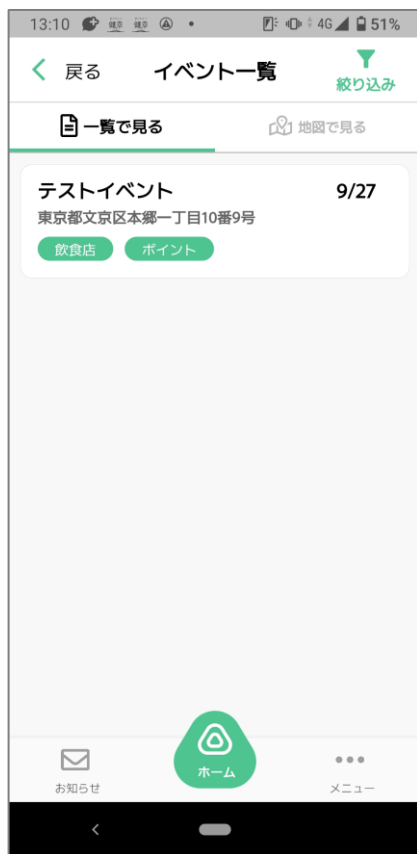 13:10 4G 51%
戻る イベント一覧 絞り込み
一覧で見る 地図で見る
テストイベント 9/27
東京都文京区本郷一丁目10番9号
飲食店 ポイント
お知らせ ホーム メニュー